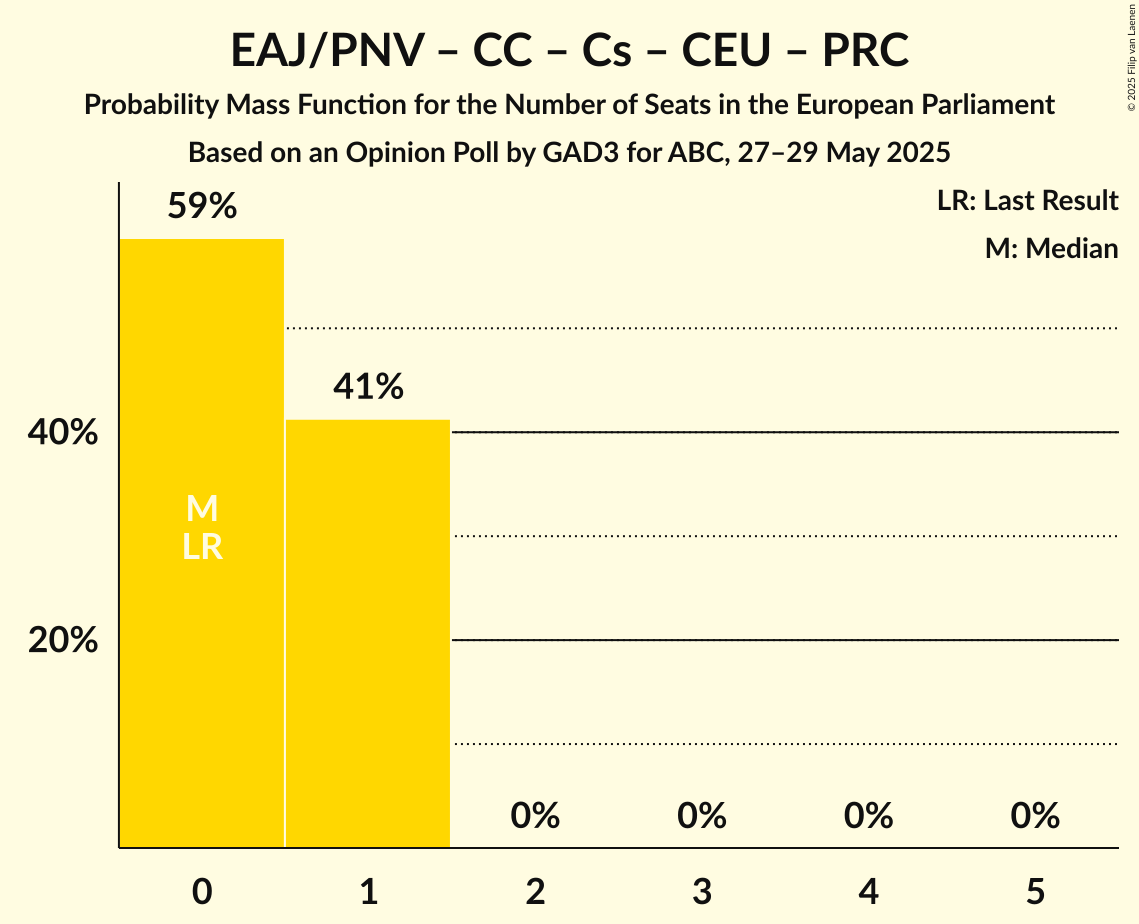 EAJ/PNV – CC – Cs – CEU – PRC
Probability Mass Function for the Number of Seats in the European Parliament
Based on an Opinion Poll by GAD3 for ABC, 27–29 May 2025
© 2025 Filip van Laenen
LR: Last Result
M: Median
59%
41%
40%
20%
M
LR
0%
0%
0%
0%
0
1
2
3
4
5